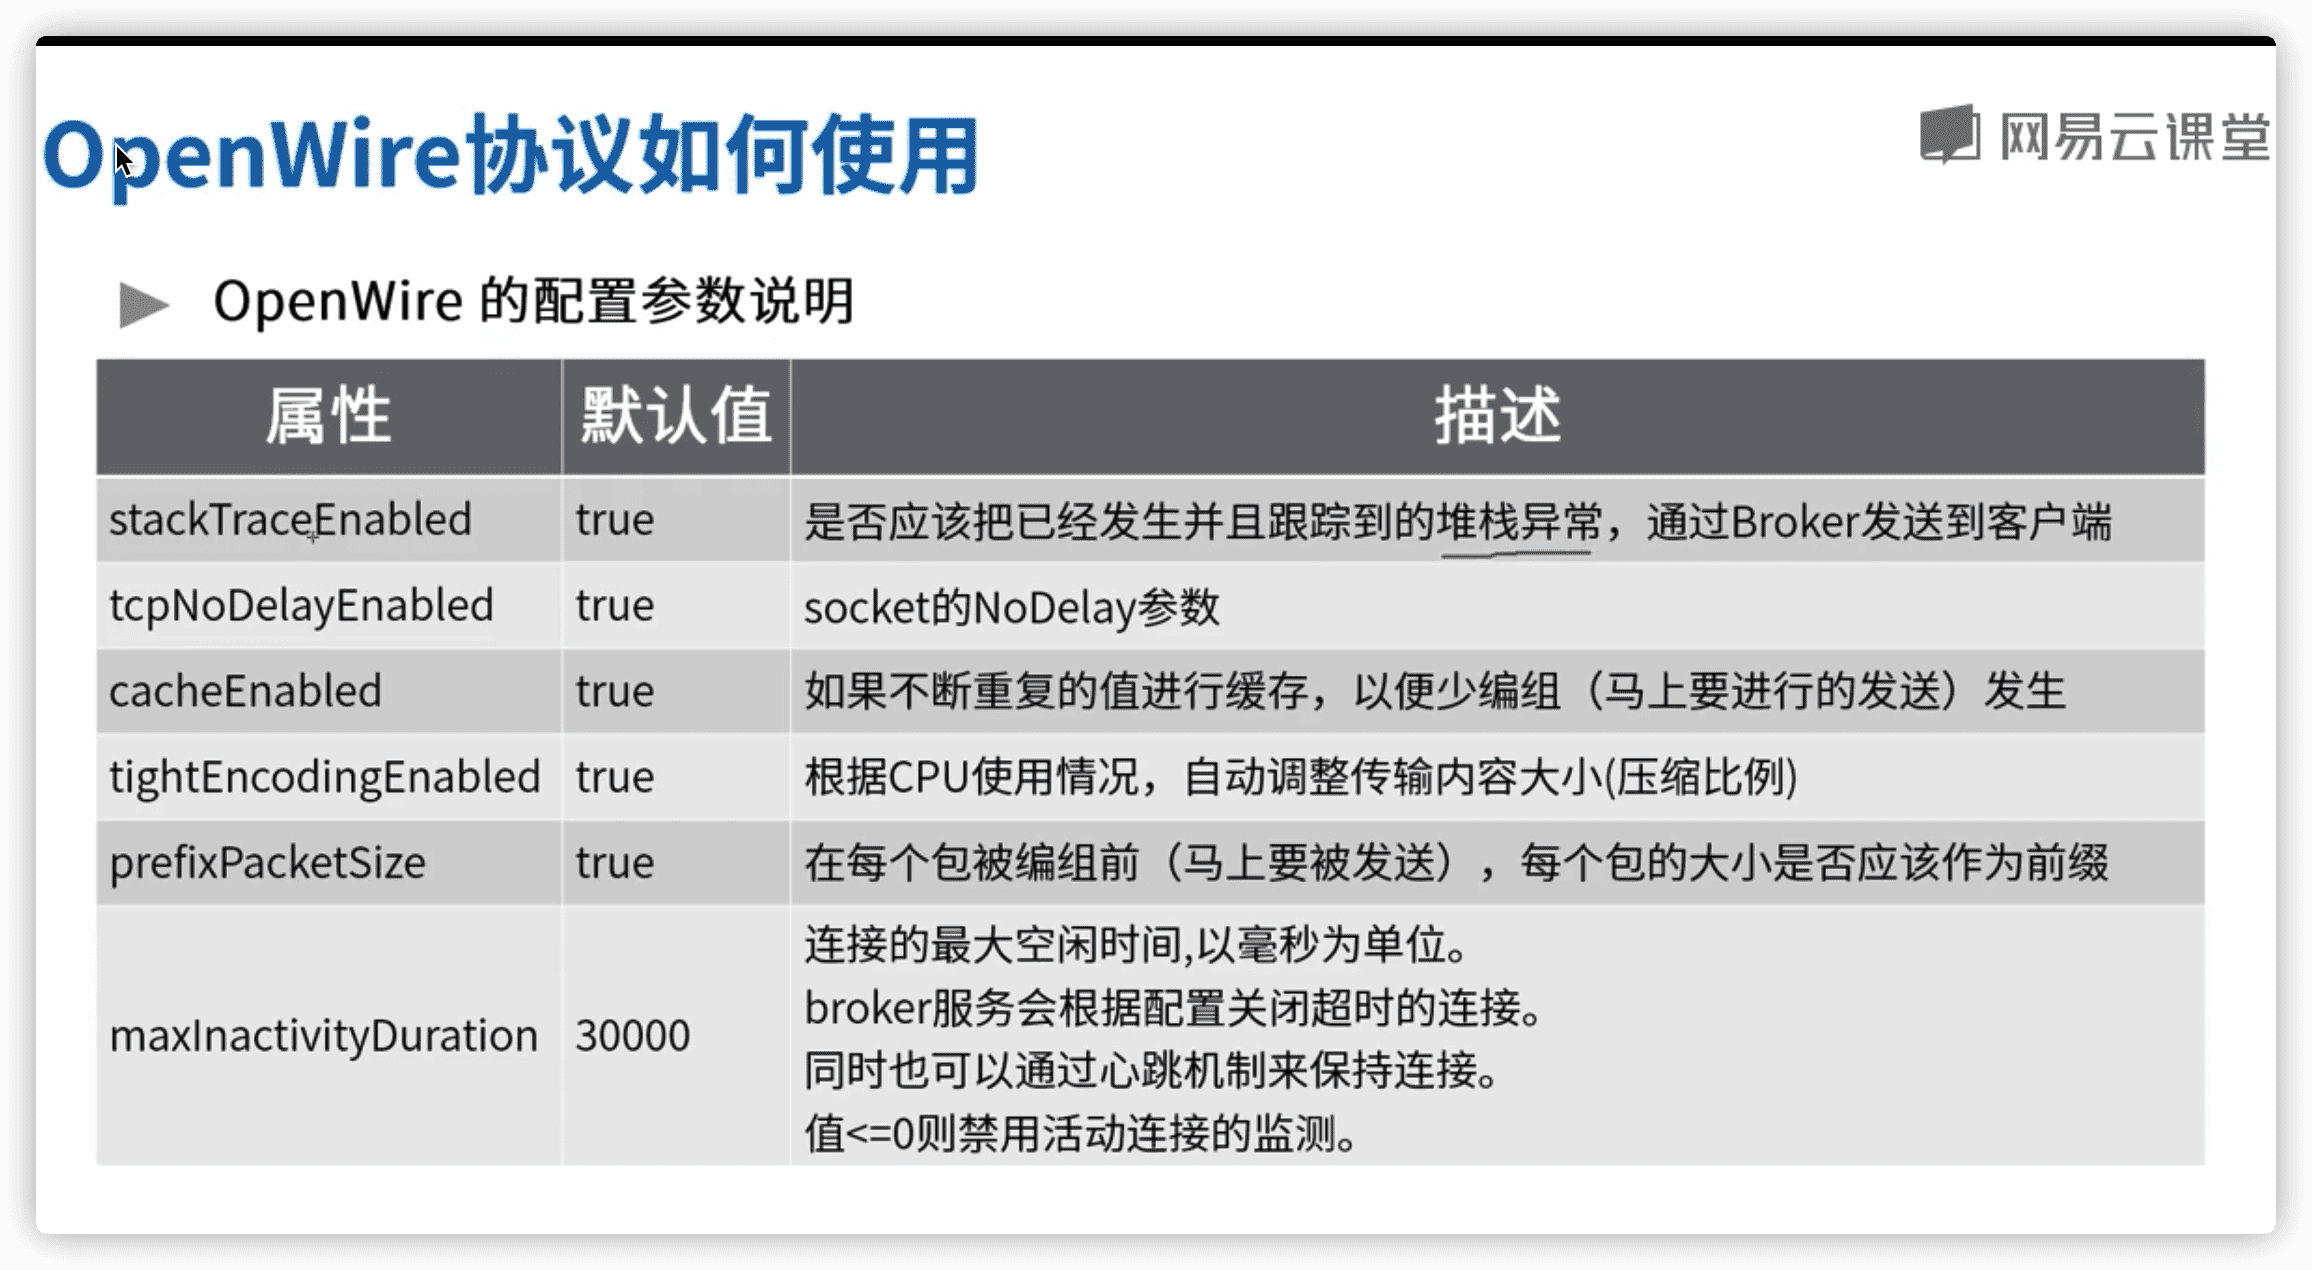 OpenWire协议如何使用
网易云课堂
OpenWire 的配置参数说明
属性 默认值 描述
stackTraceEnabled true 是否应该把已经发生并且跟踪到的堆栈异常，通过Broker发送到客户端
tcpNoDelayEnabled true socket的NoDelay参数
cacheEnabled true 如果不断重复的值进行缓存，以便少编组（马上要进行的发送）发生
tightEncodingEnabled true 根据CPU使用情况，自动调整传输内容大小(压缩比例)
prefixPacketSize true 在每个包被编组前（马上要被发送），每个包的大小是否应该作为前缀
maxInactivityDuration 30000 连接的最大空闲时间,以毫秒为单位。
broker服务会根据配置关闭超时的连接。
同时也可以通过心跳机制来保持连接。
值<=0则禁用活动连接的监测。